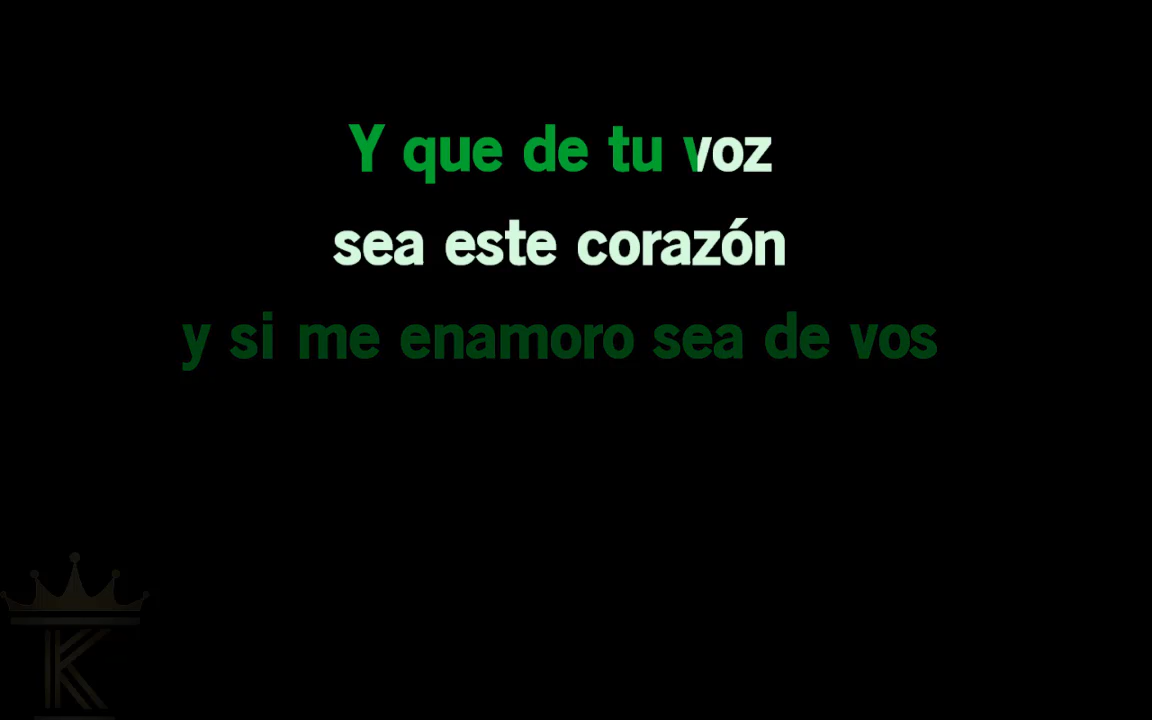 Y que de tu voz
sea este corazón
y si me enamoro sea de vos
K